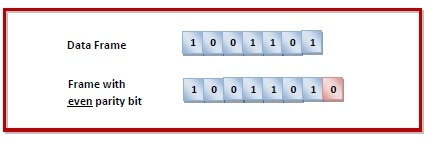 Data Frame 1 0 0 1 1 0 1
Frame with
even parity bit 1 0 0 1 1 0 1 0